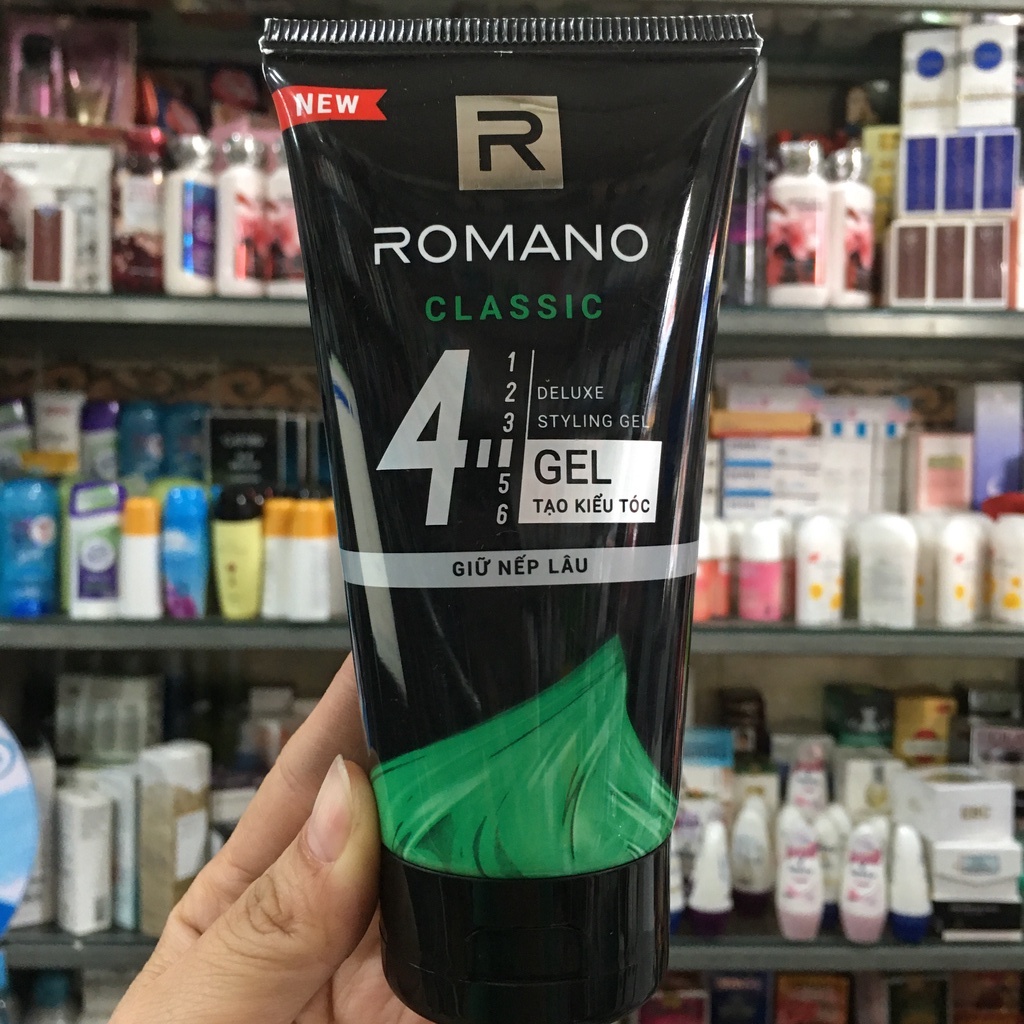 NEW
R
ROMANO
CLASSIC
4
1
2
3
5
6
DELUXE
STYLING GEL
GEL
TẠO KIỂU TÓC
GIỮ NẾP LÂU